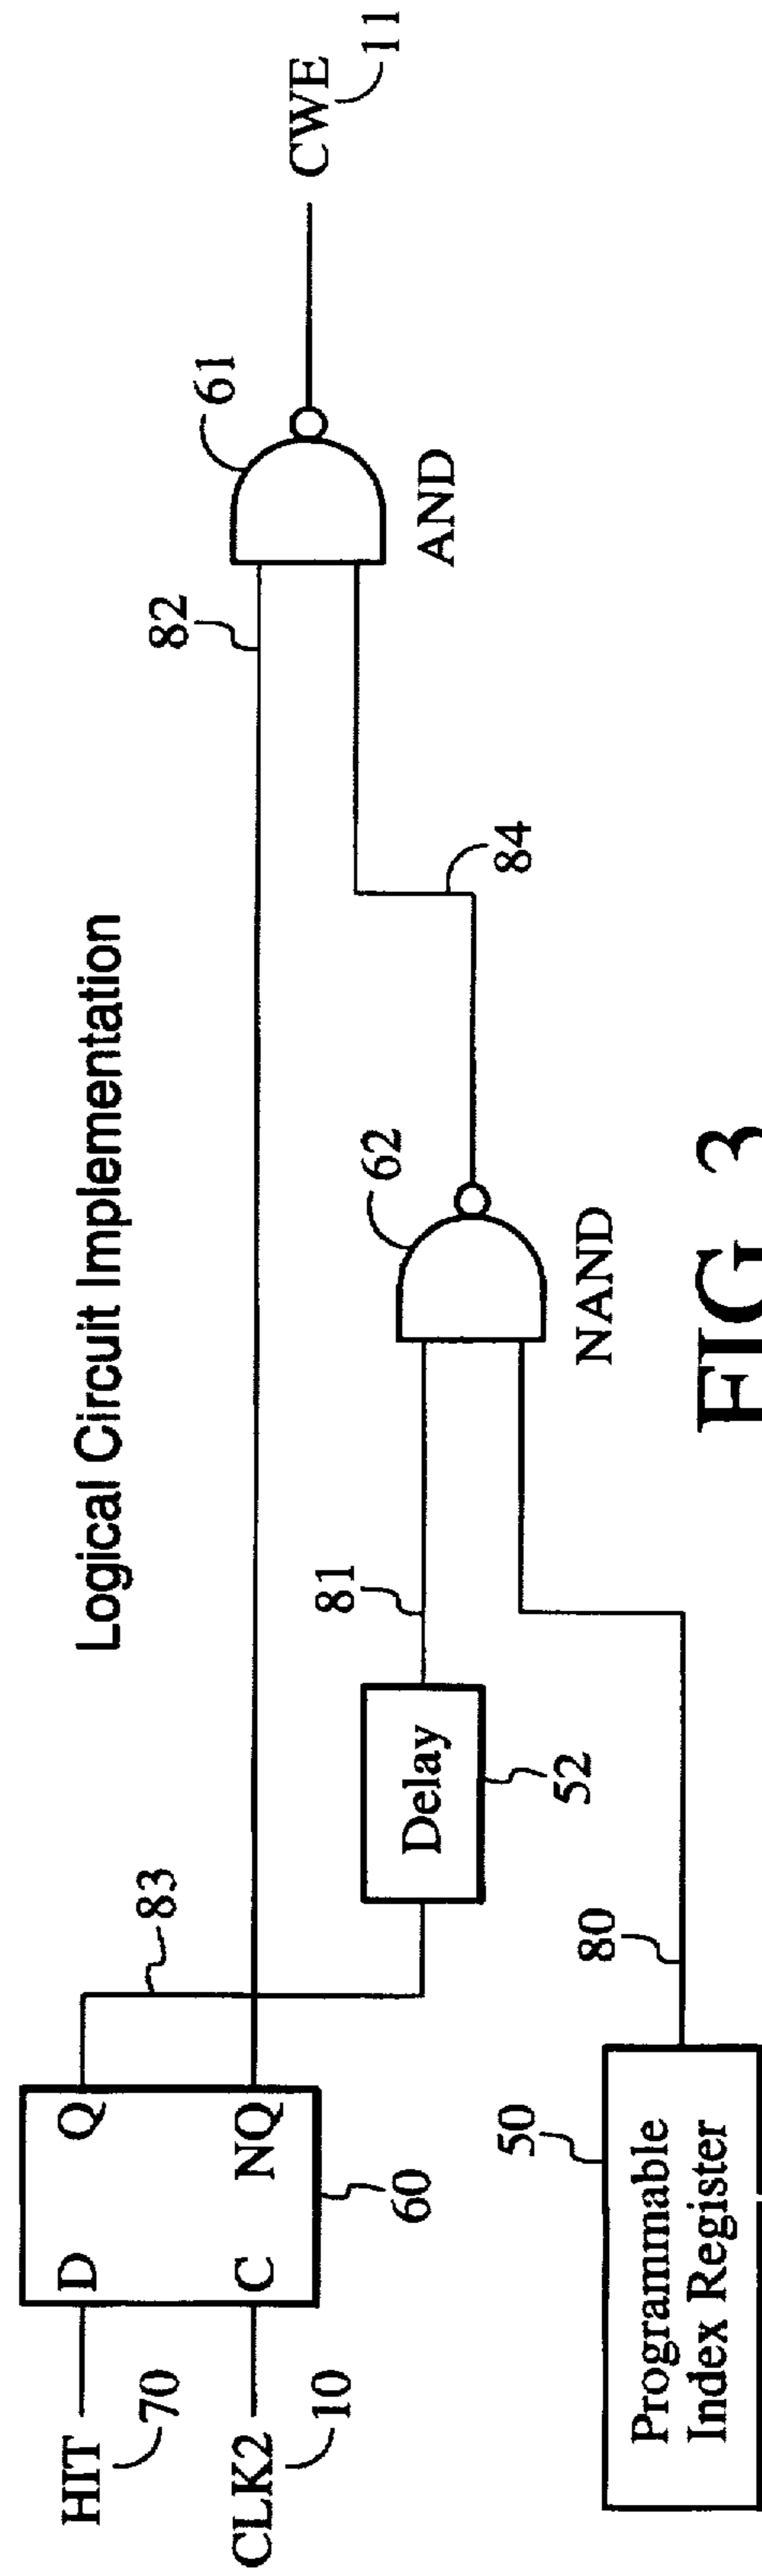 Logical Circuit Implementation
HIT
70
CLK2
10
D
Q
C
NQ
60
83
82
61
CWE
11
AND
Delay
52
81
62
NAND
84
50
80
Programmable
Index Register
FIG. 3